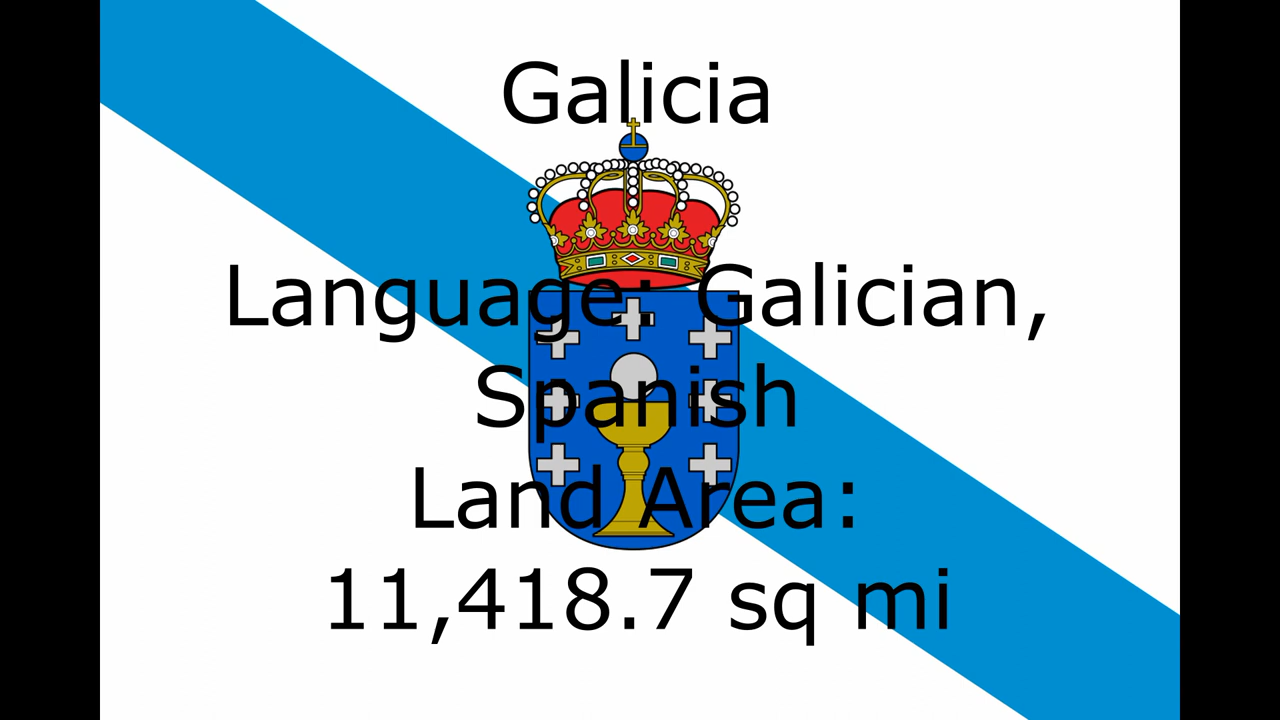 Galicia
Language: Galician,
Spanish
Land Area:
11,418.7 sq mi